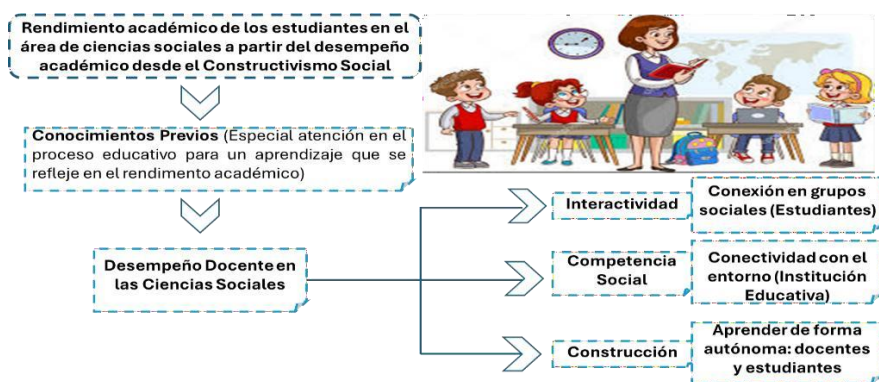 Rendimiento académico de los estudiantes en el
área de ciencias sociales a partir del desempeño
académico desde el Constructivismo Social
Conocimientos Previos (Especial atención en el
proceso educativo para un aprendizaje que se
refleje en el rendimento académico)
Desempeño Docente en
las Ciencias Sociales
Interactividad
Conexión en grupos
sociales (Estudiantes)
Competencia
Social
Conectividad con el
entorno (Institución
Educativa)
Construcción
Aprender de forma
autónoma: docentes
y estudiantes